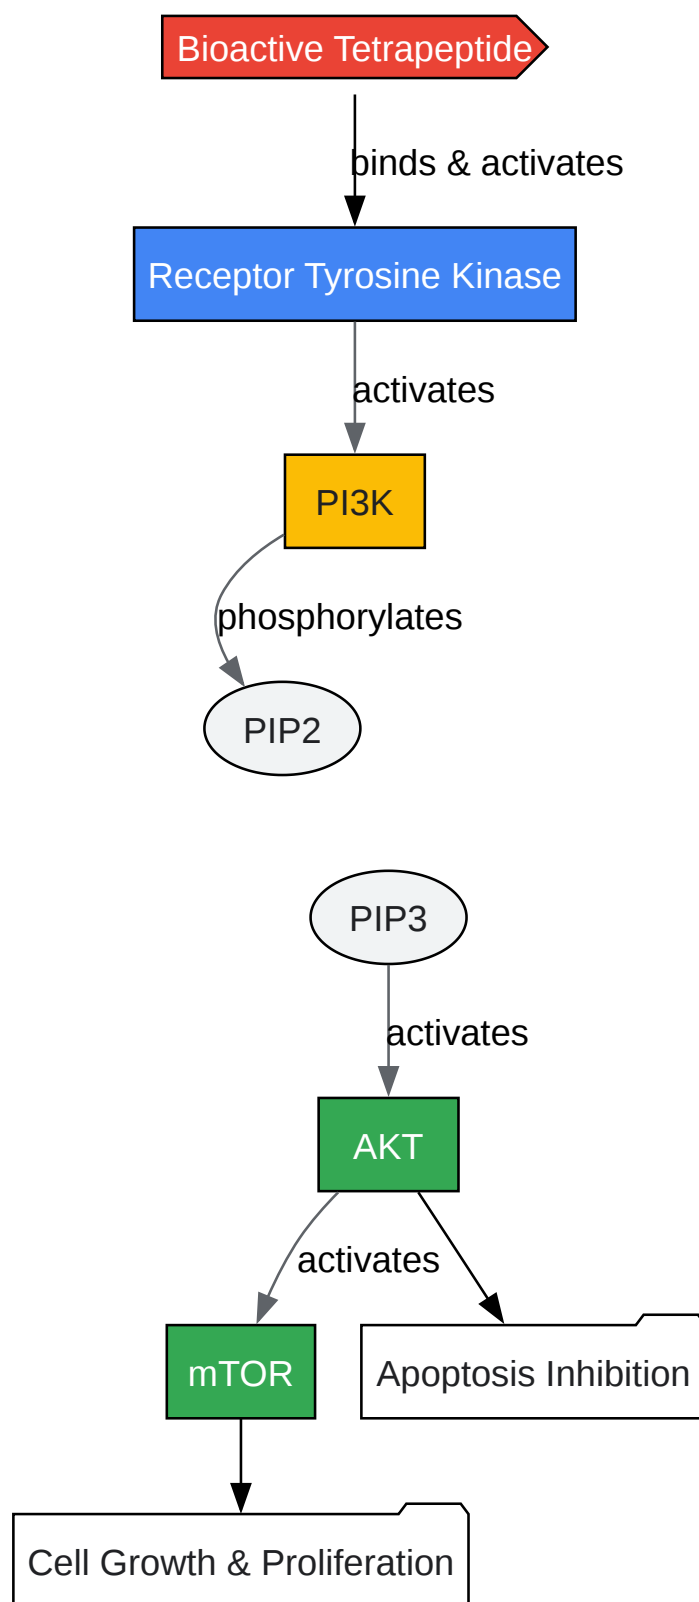 Bioactive Tetrapeptide
binds & activates
Receptor Tyrosine Kinase
activates
PI3K
phosphorylates
PIP2
PIP3
activates
AKT
activates
mTOR
Apoptosis Inhibition
Cell Growth & Proliferation